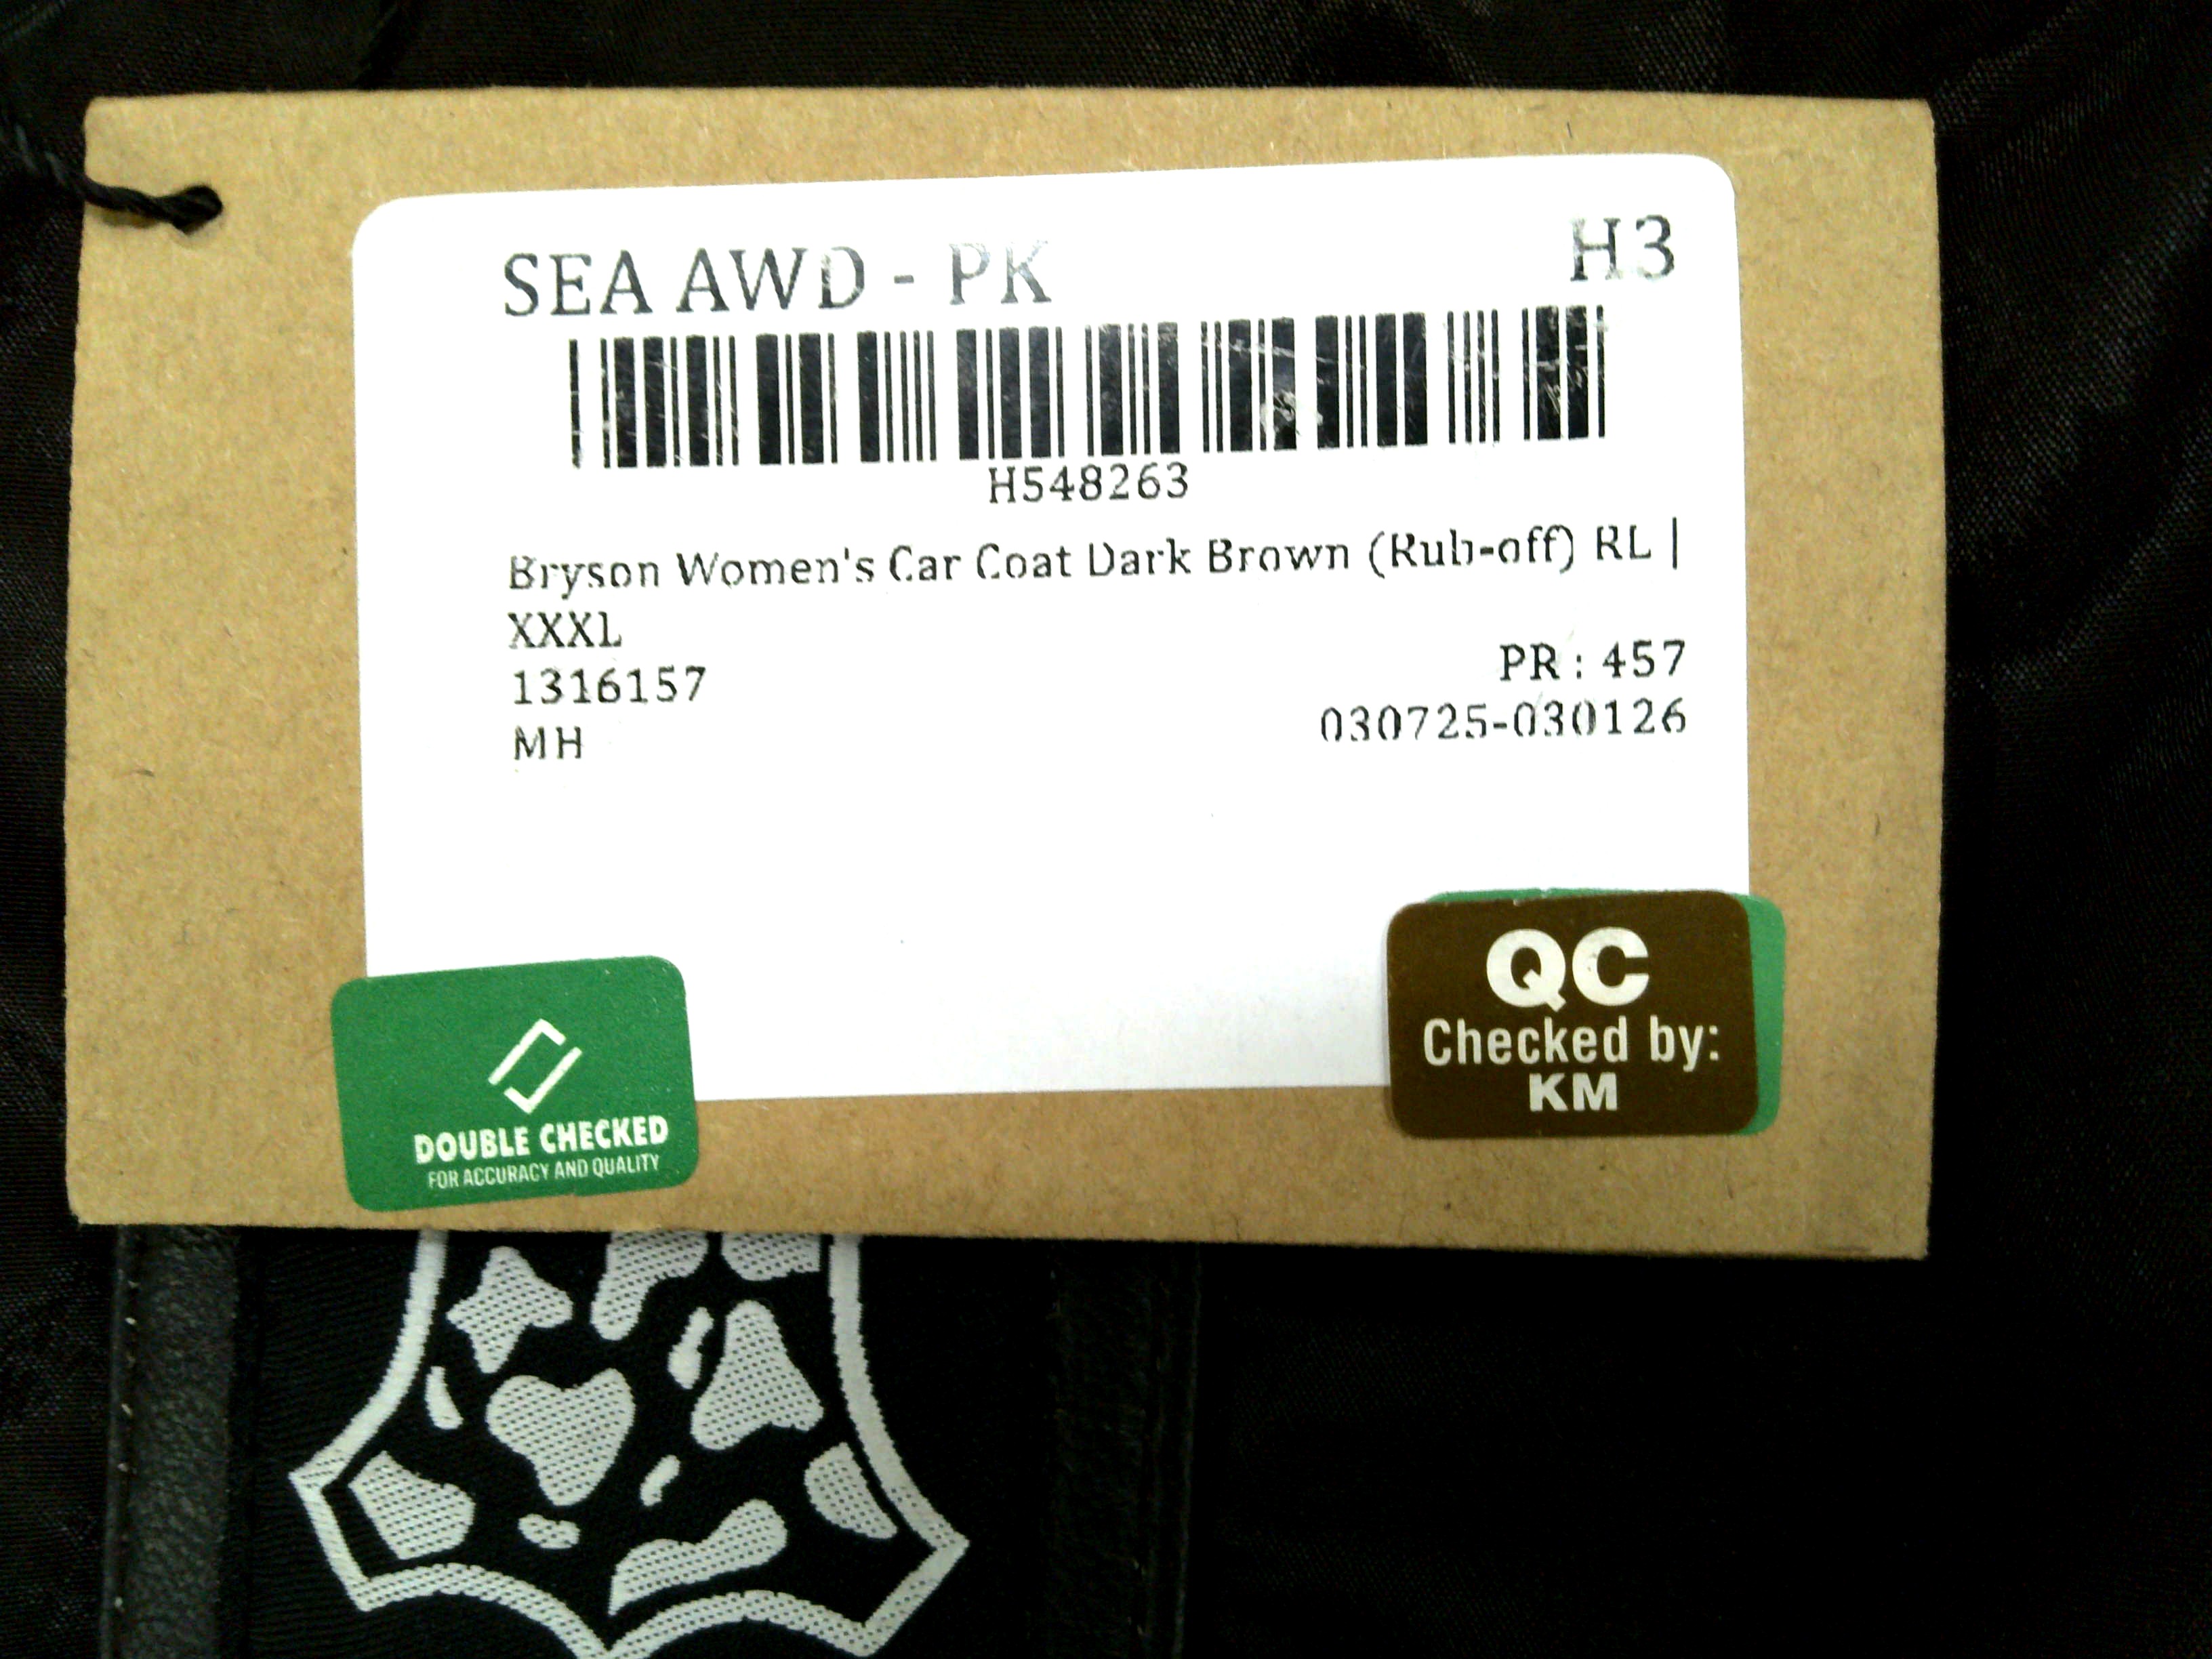 SEA AWD - PK
H3
H548263
Bryson Women's Car Coat Dark Brown (Rub-off) RL |
XXXL
1316157
PR : 457
MH
030725-030126
DOUBLE CHECKED
FOR ACCURACY AND QUALITY
QC
Checked by:
KM